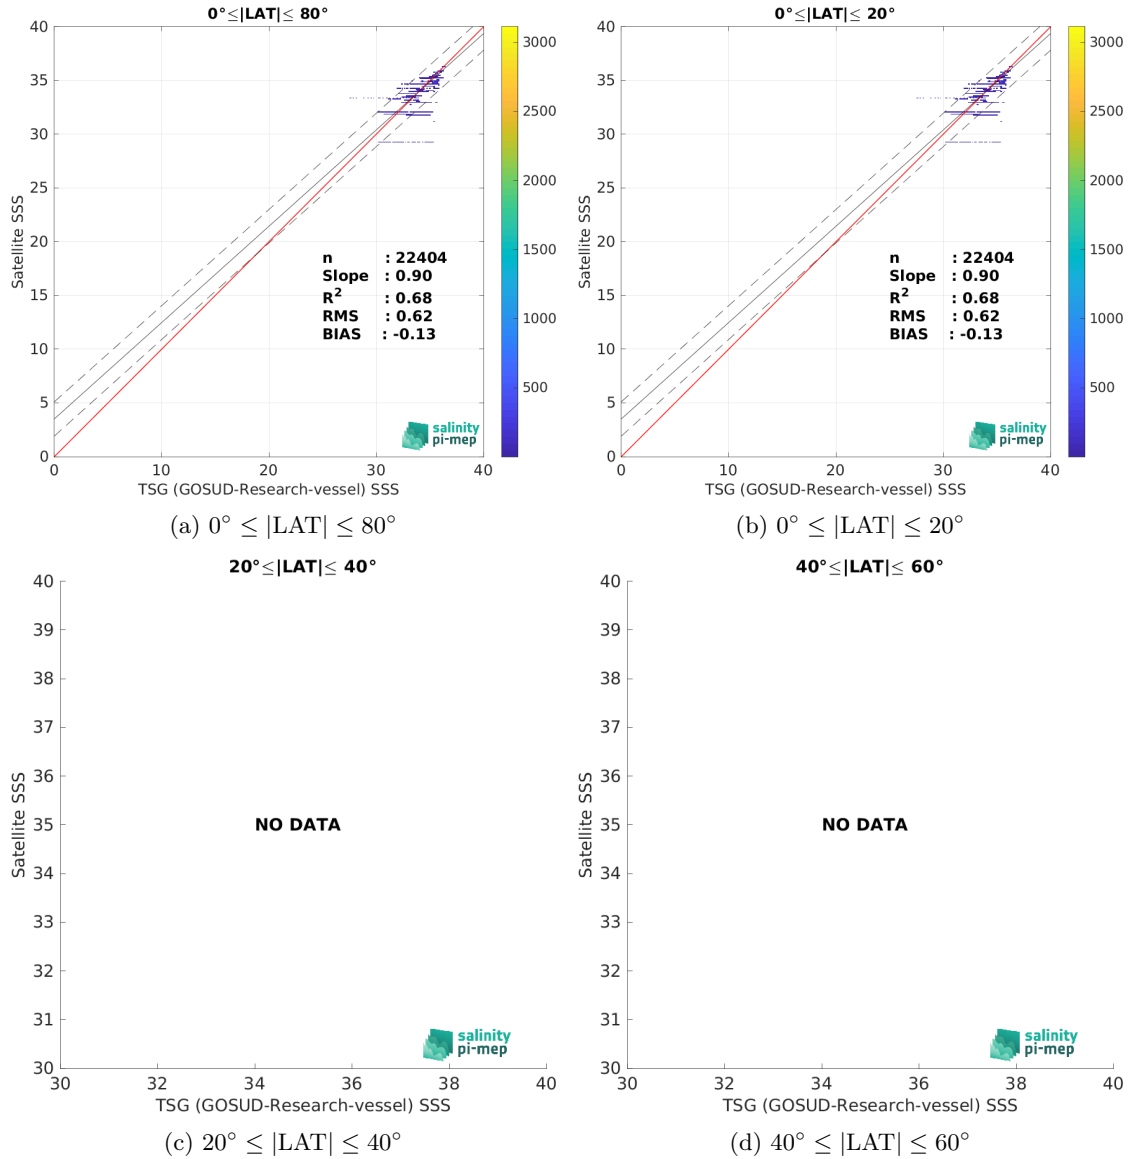 0°≤|LAT|≤ 80°
40
35
30
25
20
15
10
5
0
Satellite SSS
n : 22404
Slope : 0.90
R² : 0.68
RMS : 0.62
BIAS : -0.13
salinity
pi-mep
0 10 20 30 40
TSG (GOSUD-Research-vessel) SSS
3000
2500
2000
1500
1000
500
(a) 0° ≤ |LAT| ≤ 80°
0°≤|LAT|≤ 20°
40
35
30
25
20
15
10
5
0
Satellite SSS
n : 22404
Slope : 0.90
R² : 0.68
RMS : 0.62
BIAS : -0.13
salinity
pi-mep
0 10 20 30 40
TSG (GOSUD-Research-vessel) SSS
3000
2500
2000
1500
1000
500
(b) 0° ≤ |LAT| ≤ 20°
20°≤|LAT|≤ 40°
40
39
38
37
36
35
34
33
32
31
30
Satellite SSS
NO DATA
salinity
pi-mep
30 32 34 36 38 40
TSG (GOSUD-Research-vessel) SSS
(c) 20° ≤ |LAT| ≤ 40°
40°≤|LAT|≤ 60°
40
39
38
37
36
35
34
33
32
31
30
Satellite SSS
NO DATA
salinity
pi-mep
30 32 34 36 38 40
TSG (GOSUD-Research-vessel) SSS
(d) 40° ≤ |LAT| ≤ 60°